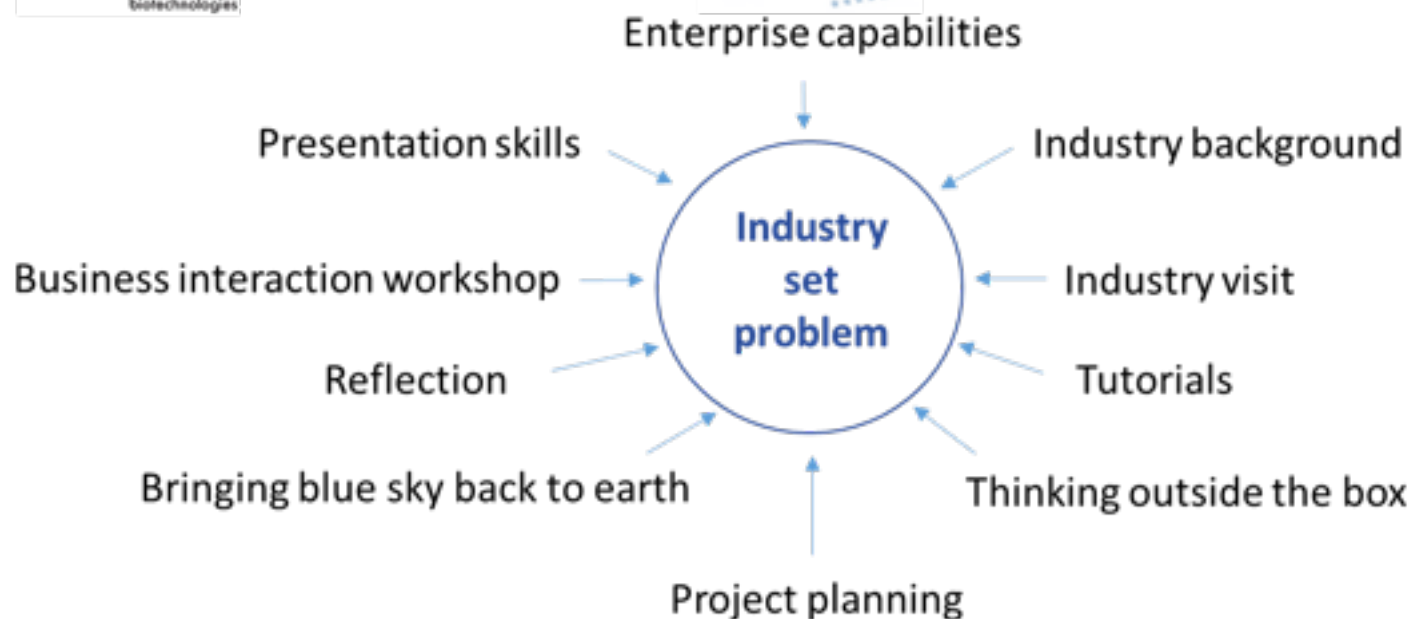 biotechnologies
Enterprise capabilities
Presentation skills
Industry background
Industry
set
problem
Business interaction workshop
Industry visit
Reflection
Tutorials
Bringing blue sky back to earth
Thinking outside the box
Project planning